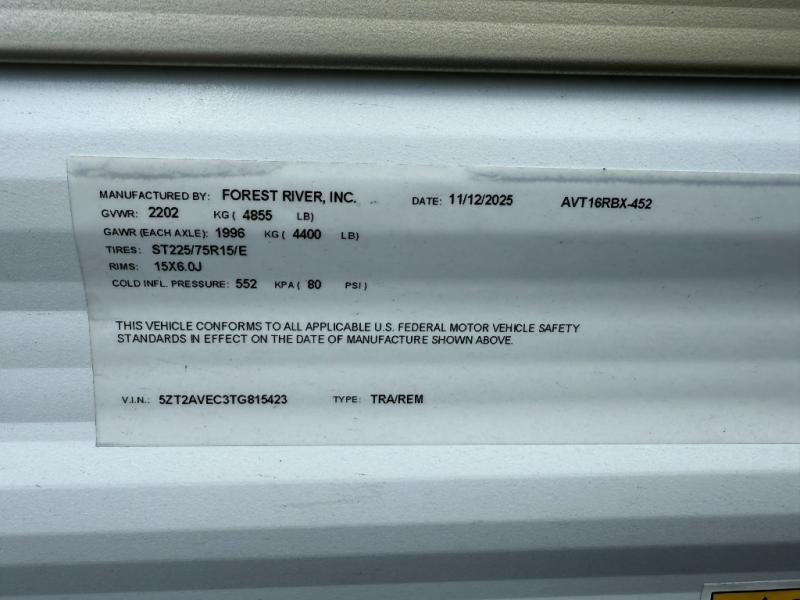 MANUFACTURED BY: FOREST RIVER, INC. DATE: 11/12/2025 AVT16RBX-452
GVWR: 2202 KG ( 4855 LB)
GAWR (EACH AXLE): 1996 KG ( 4400 LB)
TIRES: ST225/75R15/E
RIMS: 15X6.0J
COLD INFL. PRESSURE: 552 KPA ( 80 PSI )
THIS VEHICLE CONFORMS TO ALL APPLICABLE U.S. FEDERAL MOTOR VEHICLE SAFETY
STANDARDS IN EFFECT ON THE DATE OF MANUFACTURE SHOWN ABOVE.
V.I.N.: 5ZT2AVEC3TG815423 TYPE: TRA/REM